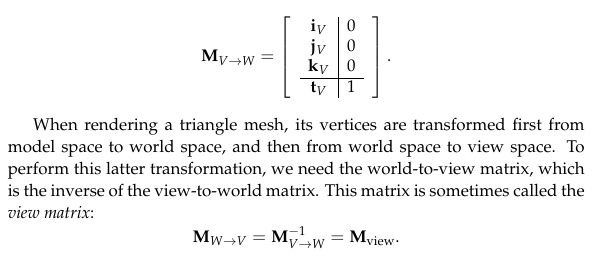 M_{V→W} = [ i_V 0
j_V 0
k_V 0
t_V 1 ] .
When rendering a triangle mesh, its vertices are transformed first from
model space to world space, and then from world space to view space. To
perform this latter transformation, we need the world-to-view matrix, which
is the inverse of the view-to-world matrix. This matrix is sometimes called the
view matrix:
M_{W→V} = M_{V→W}^{-1} = M_{view}.